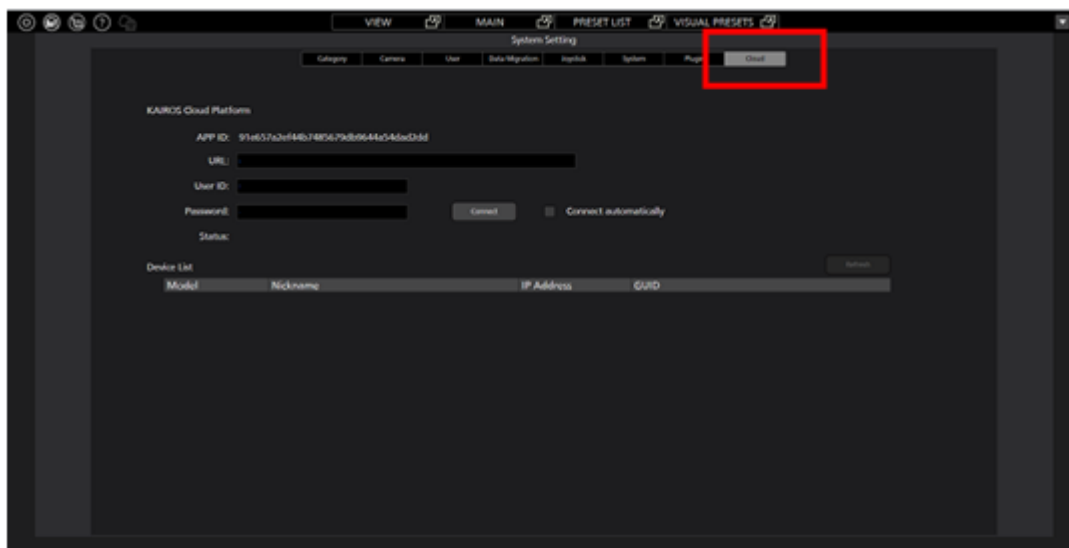 VIEW MAIN PRESET LIST VISUAL PRESETS
System Setting
Category Camera User Data Migration Joystick System Plugin Cloud
KAIROS Cloud Platform
APP ID:
URL:
User ID:
Password: Connect Connect automatically
Status:
Device List Refresh
Model Nickname IP Address GUID